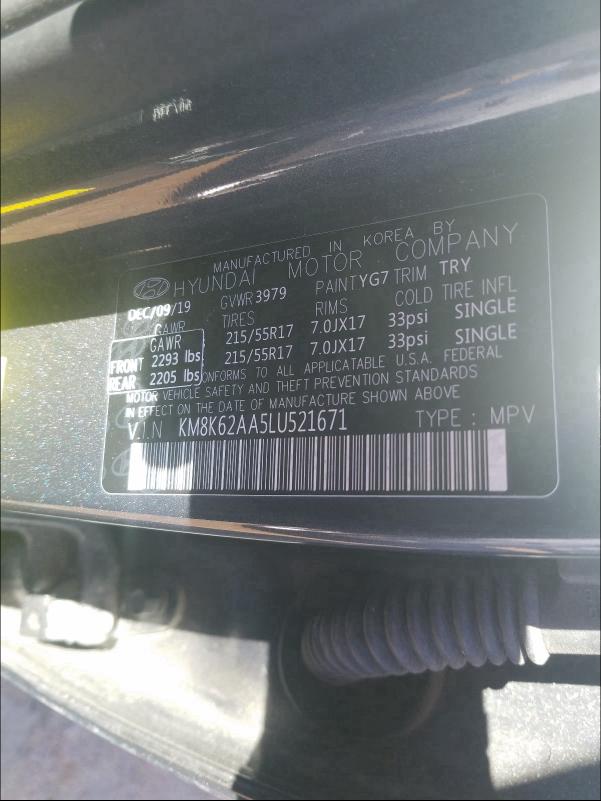 MANUFACTURED IN KOREA BY
HYUNDAI MOTOR COMPANY
DEC/09/19 GVWR 3979 PAINT YG7 TRIM TRY
GAWR TIRES RIMS COLD TIRE INFL
GAWR 215/55R17 7.0JX17 33psi SINGLE
FRONT 2293 lbs 215/55R17 7.0JX17 33psi SINGLE
REAR 2205 lbs CONFORMS TO ALL APPLICATABLE U.S.A. FEDERAL
MOTOR VEHICLE SAFETY AND THEFT PREVENTION STANDARDS
IN EFFECT ON THE DATE OF MANUFACTURE SHOWN ABOVE
V.I.N KM8K62AA5LU521671 TYPE : MPV